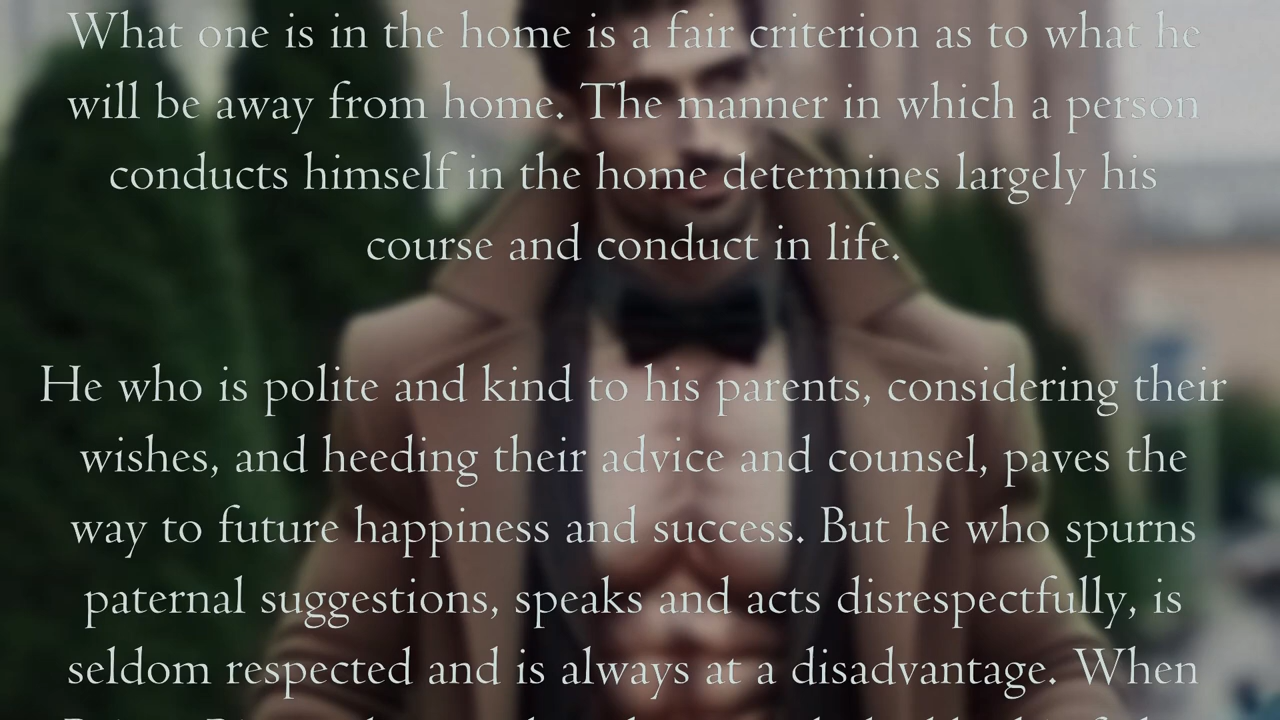 What one is in the home is a fair criterion as to what he
will be away from home. The manner in which a person
conducts himself in the home determines largely his
course and conduct in life.
He who is polite and kind to his parents, considering their
wishes, and heeding their advice and counsel, paves the
way to future happiness and success. But he who spurns
paternal suggestions, speaks and acts disrespectfully, is
seldom respected and is always at a disadvantage. When